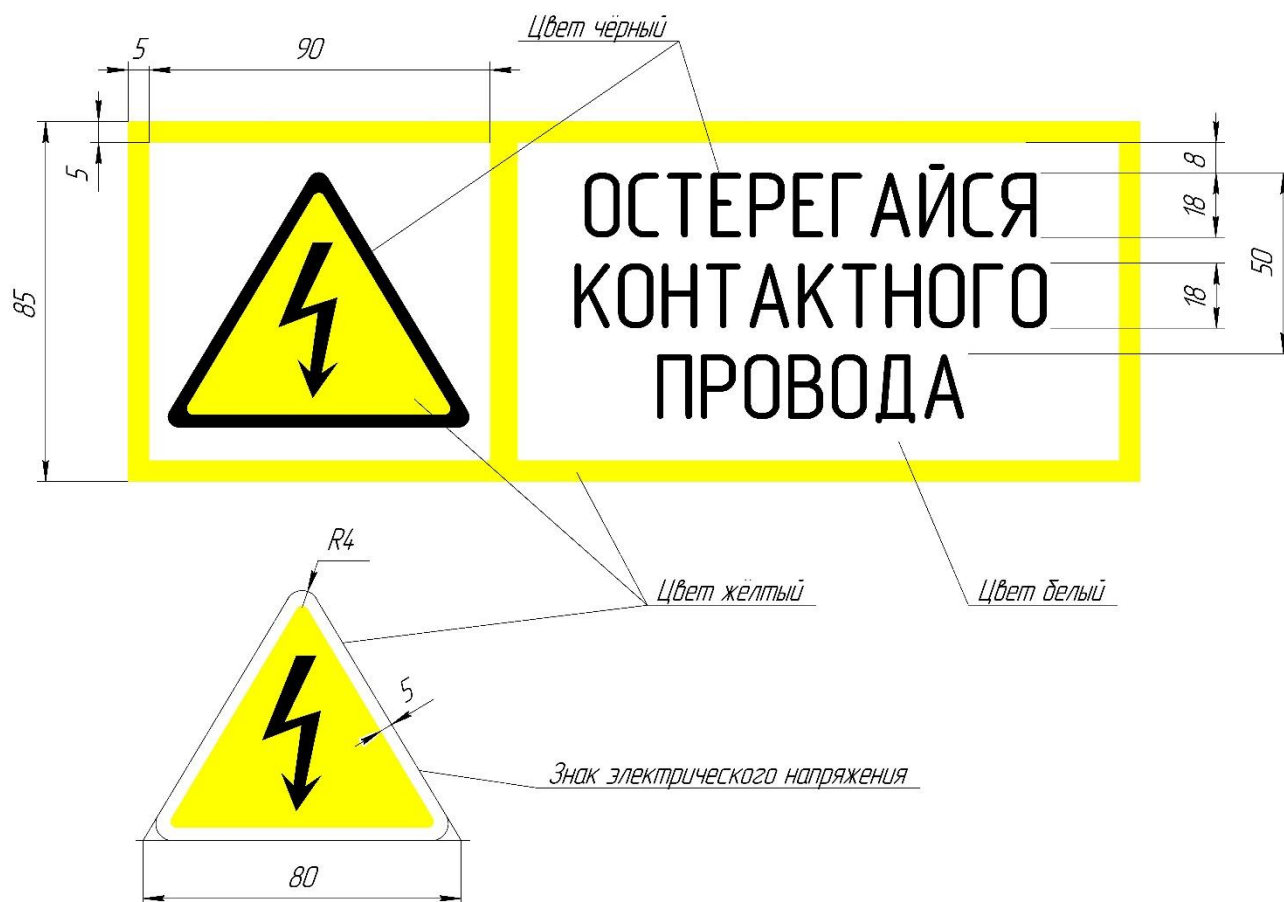 Цвет чёрный
5
90
5
85
ОСТЕРЕГАЙСЯ
КОНТАКТНОГО
ПРОВОДА
8
18
18
50
R4
Цвет жёлтый
Цвет белый
5
Знак электрического напряжения
80